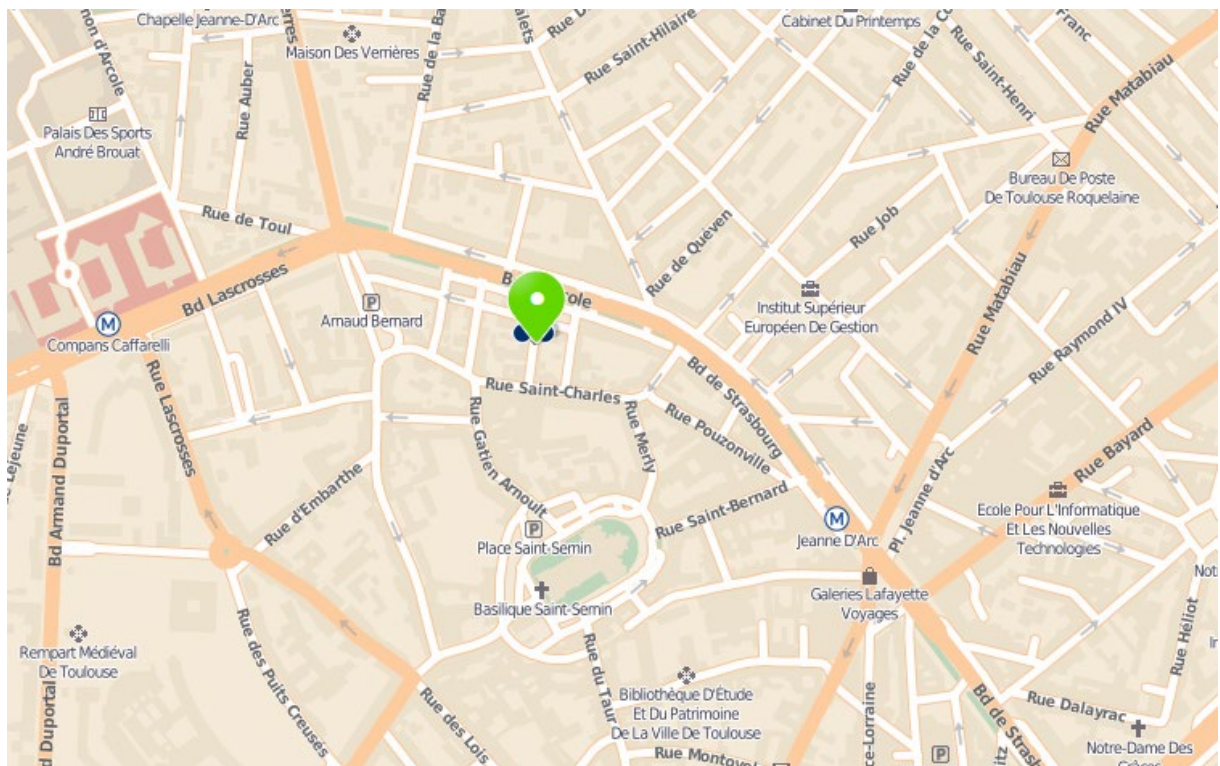 Chapelle Jeanne-D'Arc
Cabinet Du Printemps
Maison Des Verrières
Rue Saint-Hilaire
Rue Saint-Henri
Franc
Rue Matabiau
Rue Auber
Palais Des Sports
André Brouat
Bureau De Poste
De Toulouse Roquelaine
Rue de Toul
Rue de Queven
Rue Job
Bd Lascrosses
Arnaud Bernard
Institut Supérieur
Européen De Gestion
Rue Matabiau
Rue Raymond IV
M
Compans Caffarelli
P
Rue Lascrosses
Rue Saint-Charles
Bd de Strasbourg
Rue Merly
Rue Pouzonville
Rue Gatien Arnoult
Bd Armand Duportal
Rue d'Embarthe
Rue Bayard
Pl. Jeanne d'Arc
Rue Saint-Bernard
P
Place Saint-Sernin
M
Jeanne D'Arc
Ecole Pour L'Informatique
Et Les Nouvelles
Technologies
Galeries Lafayette
Voyages
Basilique Saint-Sernin
Rue Héliot
Rempart Médiéval
De Toulouse
Rue des Puits Creusés
Rue du Taur
Bibliothèque D'Étude
Et Du Patrimoine
De La Ville De Toulouse
Rue des Lois
Rue Dalayrac
P
Notre-Dame Des